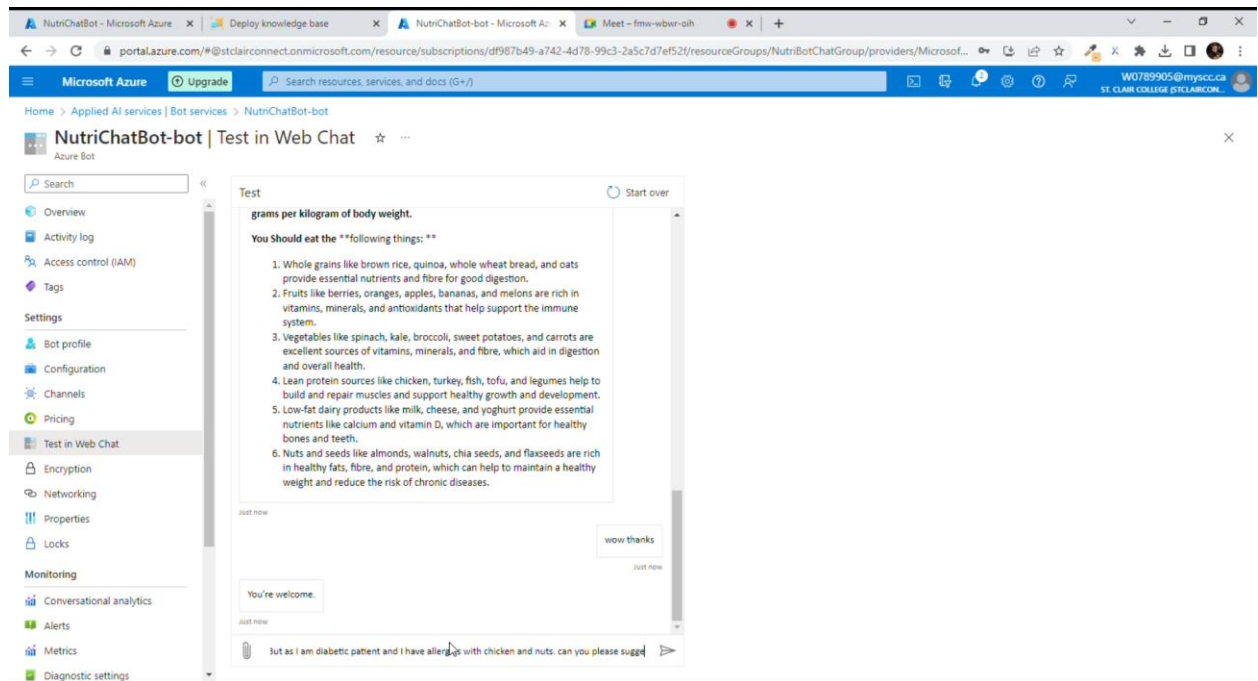 NutriChatBot - Microsoft Azure
Deploy knowledge base
NutriChatBot-bot - Microsoft Az
Meet – fmw-wbwr-oih
portal.azure.com/#@stclairconnect.onmicrosoft.com/resource/subscriptions/df987b49-a742-4d78-99c3-2a5c7d7ef52f/resourceGroups/NutriBotChatGroup/providers/Microsof...
Microsoft Azure
Upgrade
Search resources, services, and docs (G+/)
2
W0789905@myscc.ca
ST. CLAIR COLLEGE (STCLAIRCON...
Home > Applied AI services | Bot services > NutriChatBot-bot
NutriChatBot-bot | Test in Web Chat
Azure Bot
Search
Overview
Activity log
Access control (IAM)
Tags
Settings
Bot profile
Configuration
Channels
Pricing
Test in Web Chat
Encryption
Networking
Properties
Locks
Monitoring
Conversational analytics
Alerts
Metrics
Diagnostic settings
Test
Start over
grams per kilogram of body weight.
You Should eat the **following things: **
1. Whole grains like brown rice, quinoa, whole wheat bread, and oats
provide essential nutrients and fibre for good digestion.
2. Fruits like berries, oranges, apples, bananas, and melons are rich in
vitamins, minerals, and antioxidants that help support the immune
system.
3. Vegetables like spinach, kale, broccoli, sweet potatoes, and carrots are
excellent sources of vitamins, minerals, and fibre, which aid in digestion
and overall health.
4. Lean protein sources like chicken, turkey, fish, tofu, and legumes help to
build and repair muscles and support healthy growth and development.
5. Low-fat dairy products like milk, cheese, and yoghurt provide essential
nutrients like calcium and vitamin D, which are important for healthy
bones and teeth.
6. Nuts and seeds like almonds, walnuts, chia seeds, and flaxseeds are rich
in healthy fats, fibre, and protein, which can help to maintain a healthy
weight and reduce the risk of chronic diseases.
Just now
wow thanks
Just now
You're welcome.
Just now
But as I am diabetic patient and I have allergies with chicken and nuts. can you please sugge